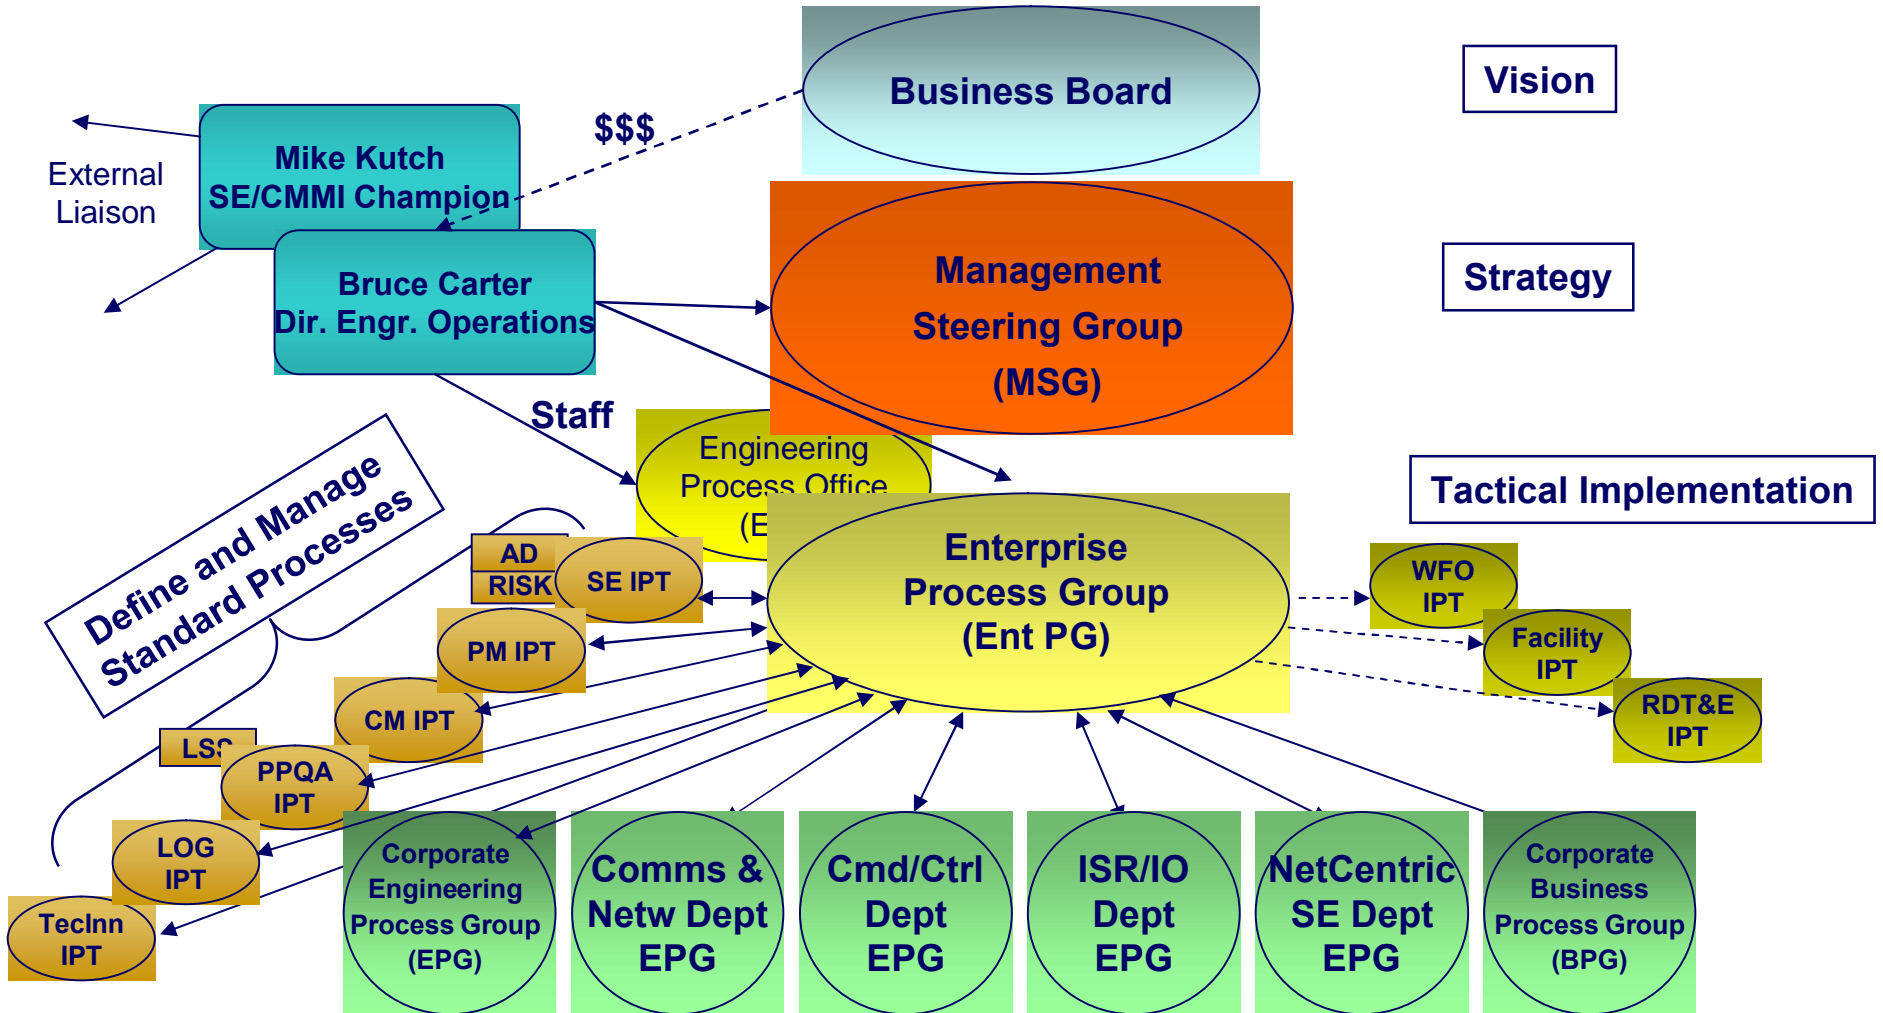 Business Board
Vision
$$$
Mike Kutch
SE/CMMI Champion
External
Liaison
Bruce Carter
Dir. Engr. Operations
Management
Steering Group
(MSG)
Strategy
Staff
Engineering
Process Office
(E
Define and Manage
Standard Processes
Tactical Implementation
Enterprise
Process Group
(Ent PG)
AD
RISK
SE IPT
PM IPT
CM IPT
LSS
PPQA
IPT
LOG
IPT
TecInn
IPT
WFO
IPT
Facility
IPT
RDT&E
IPT
Corporate
Engineering
Process Group
(EPG)
Comms &
Netw Dept
EPG
Cmd/Ctrl
Dept
EPG
ISR/IO
Dept
EPG
NetCentric
SE Dept
EPG
Corporate
Business
Process Group
(BPG)